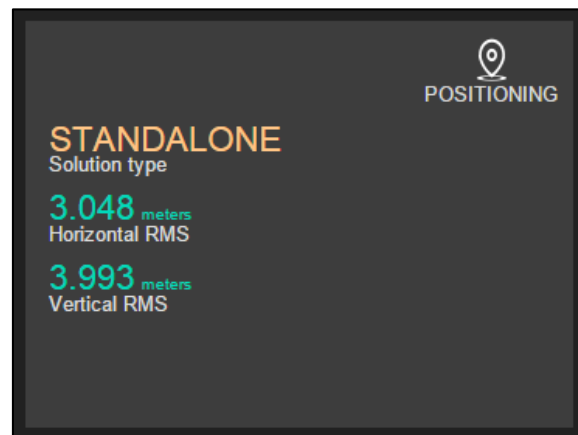 POSITIONING
STANDALONE
Solution type
3.048 meters
Horizontal RMS
3.993 meters
Vertical RMS